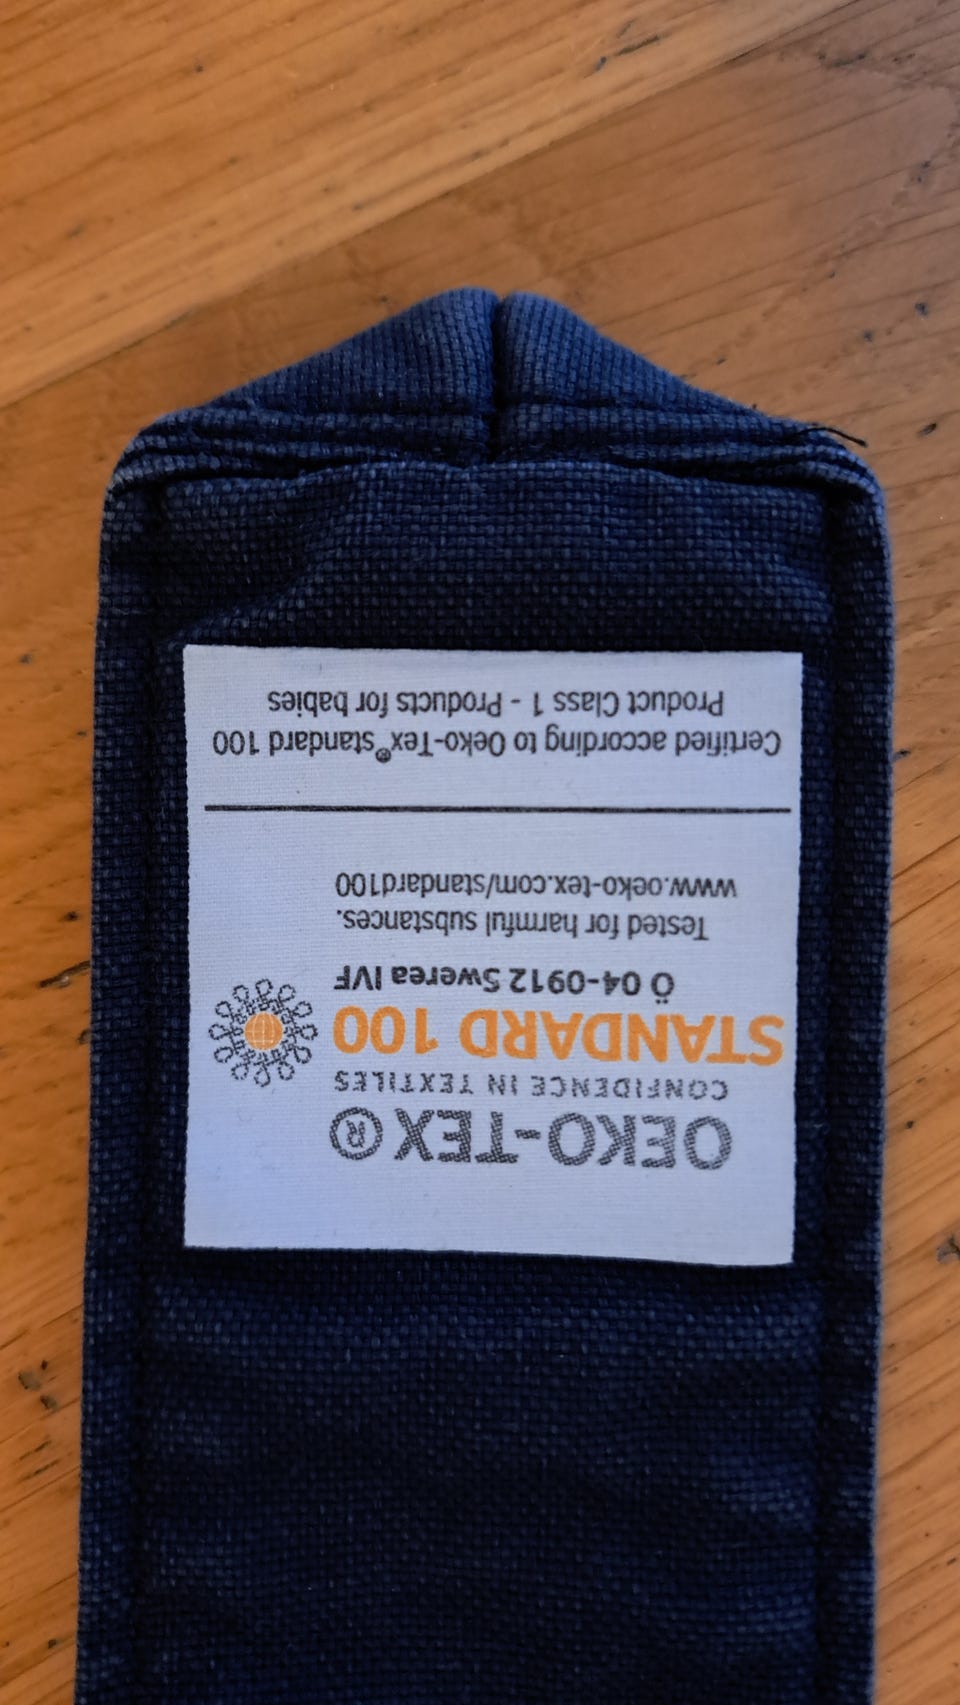 OEKO-TEX®
CONFIDENCE IN TEXTILES
STANDARD 100
Ö 04-0912 Swerea IVF
Tested for harmful substances.
www.oeko-tex.com/standard100
Certified according to Oeko-Tex® standard 100
Product Class 1 - Products for babies